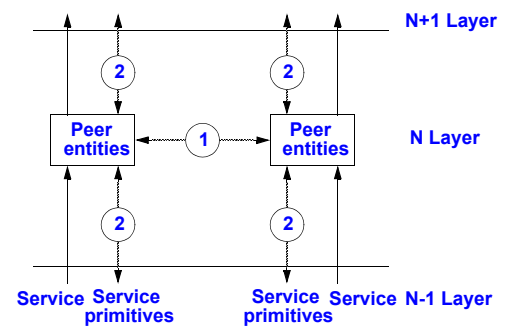 N+1 Layer
2
2
Peer
entities
1
Peer
entities
N Layer
2
2
Service
Service
primitives
Service
primitives
Service
N-1 Layer